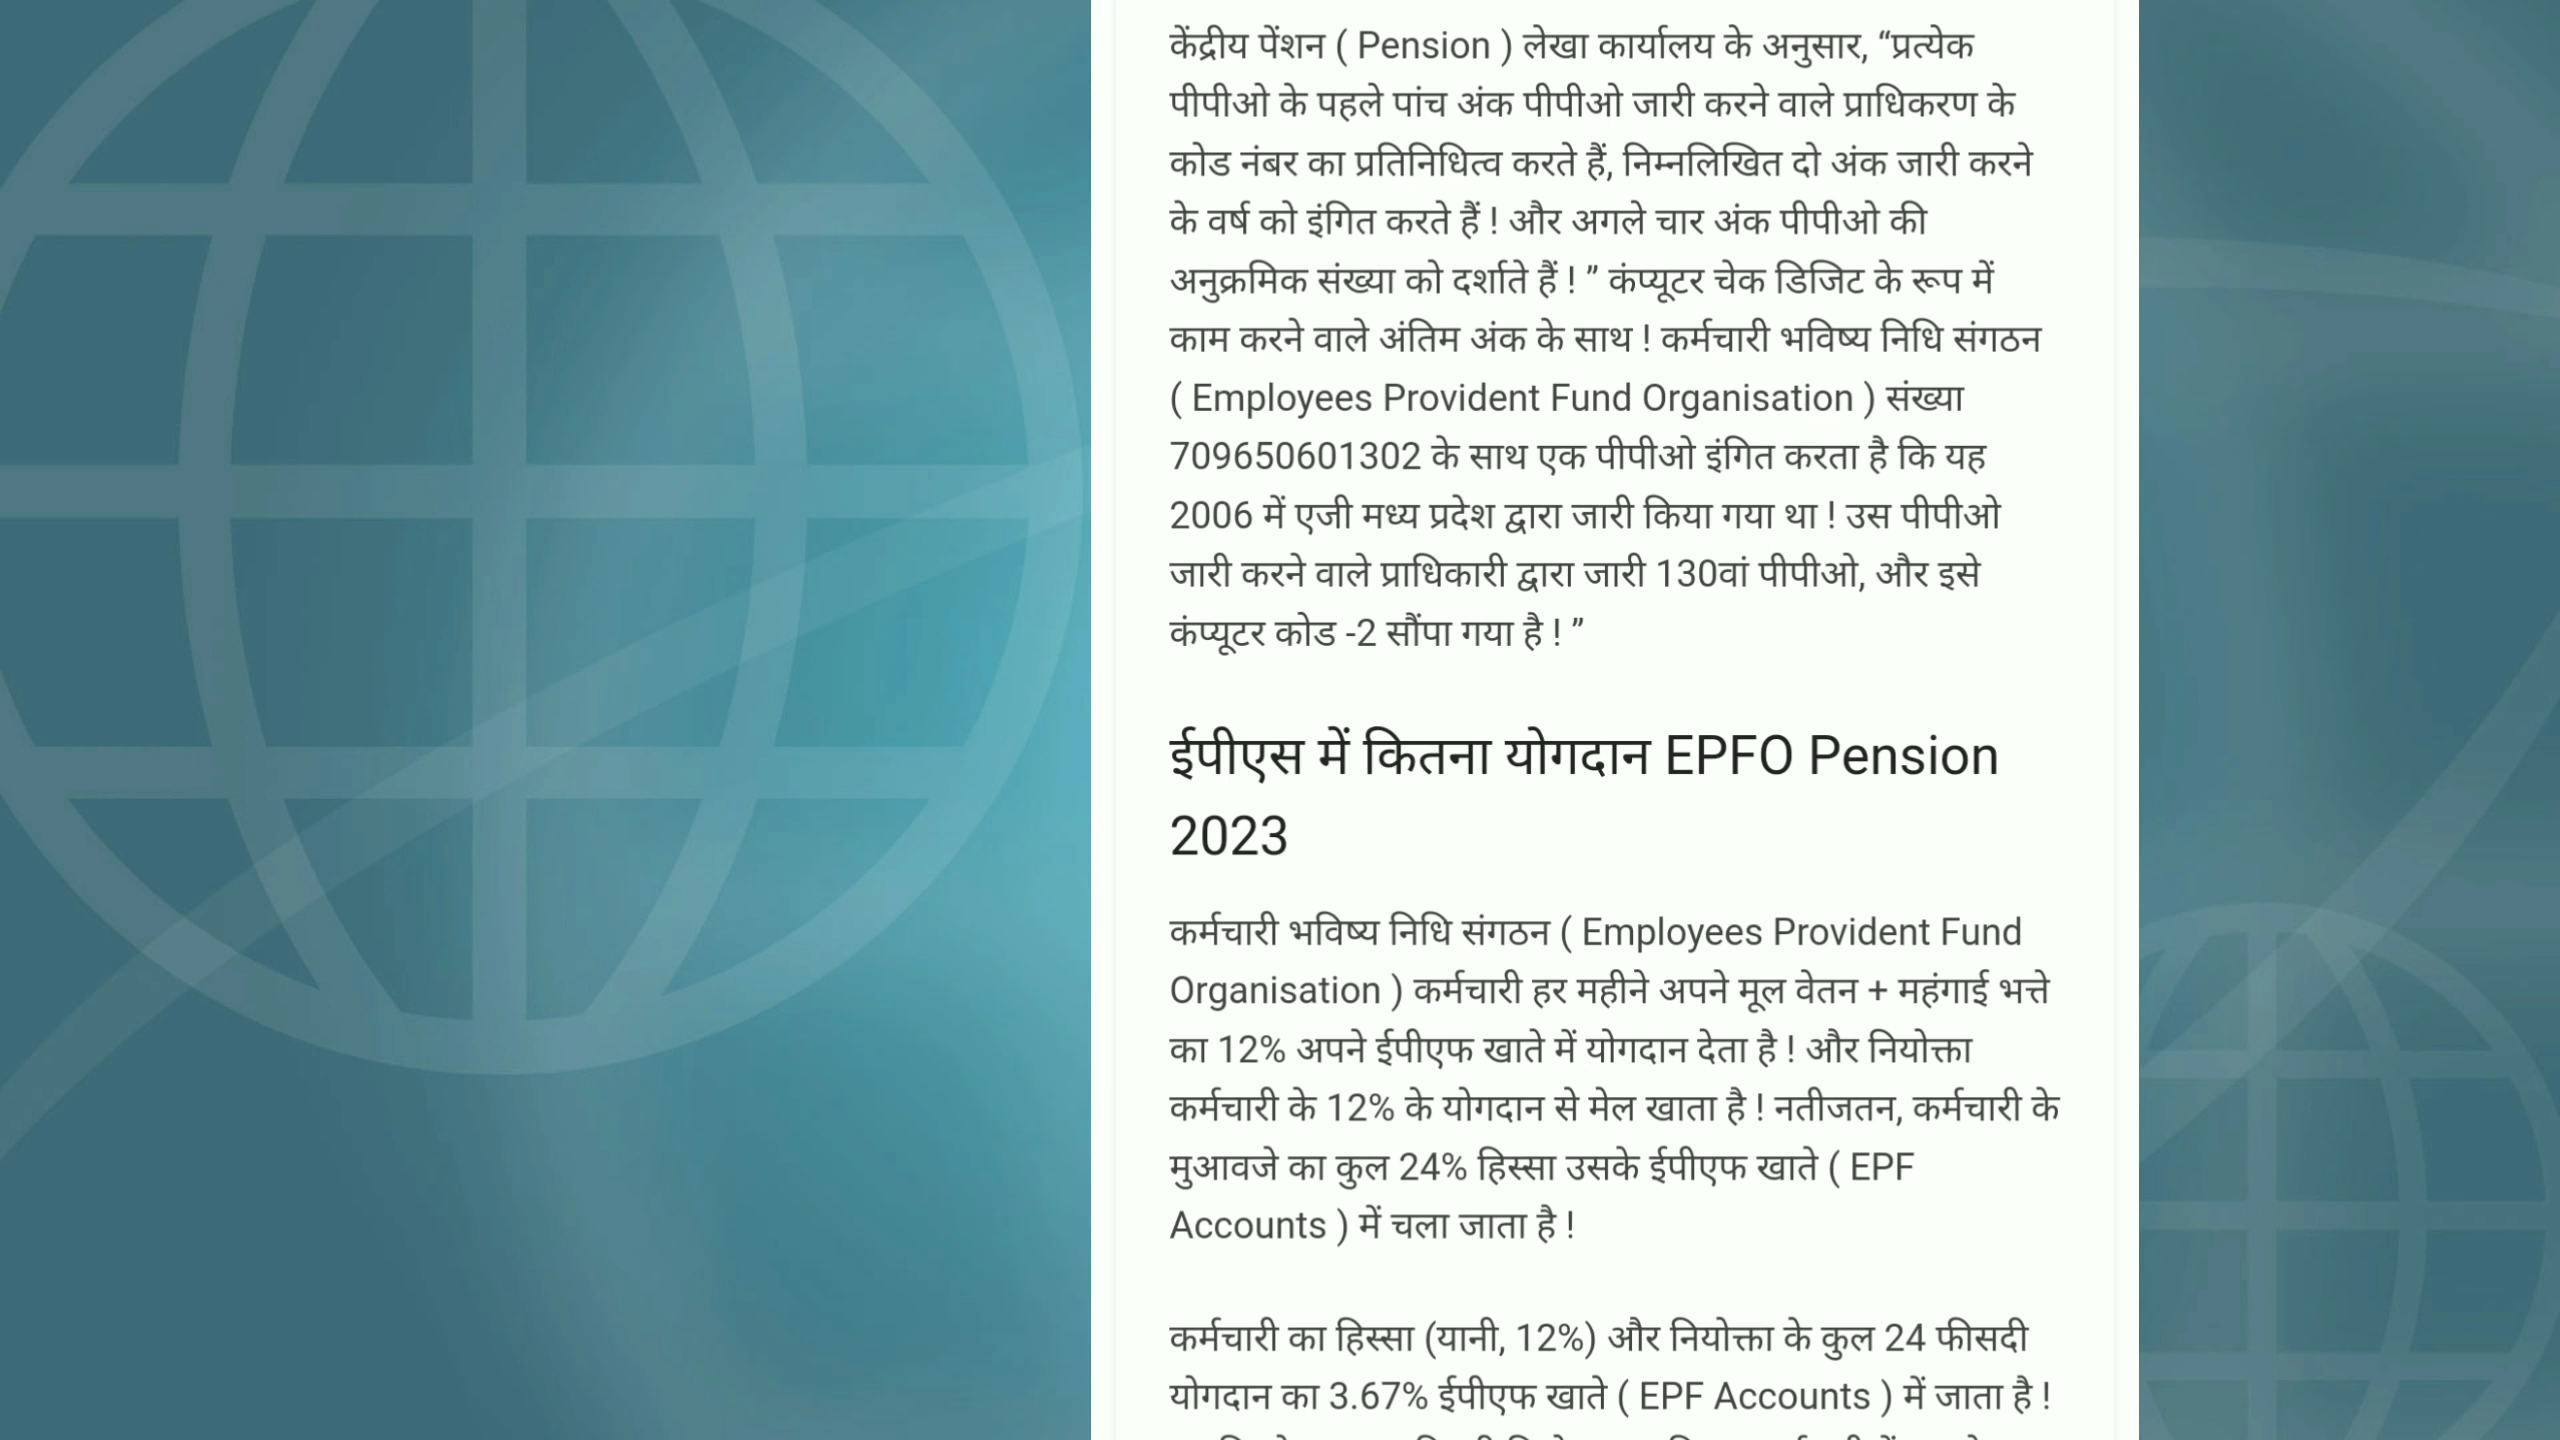 केंद्रीय पेंशन ( Pension ) लेखा कार्यालय के अनुसार, “प्रत्येक
पीपीओ के पहले पांच अंक पीपीओ जारी करने वाले प्राधिकरण के
कोड नंबर का प्रतिनिधित्व करते हैं, निम्नलिखित दो अंक जारी करने
के वर्ष को इंगित करते हैं ! और अगले चार अंक पीपीओ की
अनुक्रमिक संख्या को दर्शाते हैं ! ” कंप्यूटर चेक डिजिट के रूप में
काम करने वाले अंतिम अंक के साथ ! कर्मचारी भविष्य निधि संगठन
( Employees Provident Fund Organisation ) संख्या
709650601302 के साथ एक पीपीओ इंगित करता है कि यह
2006 में एजी मध्य प्रदेश द्वारा जारी किया गया था ! उस पीपीओ
जारी करने वाले प्राधिकारी द्वारा जारी 130वां पीपीओ, और इसे
कंप्यूटर कोड -2 सौंपा गया है ! ”
ईपीएस में कितना योगदान EPFO Pension
2023
कर्मचारी भविष्य निधि संगठन ( Employees Provident Fund
Organisation ) कर्मचारी हर महीने अपने मूल वेतन + महंगाई भत्ते
का 12% अपने ईपीएफ खाते में योगदान देता है ! और नियोक्ता
कर्मचारी के 12% के योगदान से मेल खाता है ! नतीजतन, कर्मचारी के
मुआवजे का कुल 24% हिस्सा उसके ईपीएफ खाते ( EPF
Accounts ) में चला जाता है !
कर्मचारी का हिस्सा (यानी, 12%) और नियोक्ता के कुल 24 फीसदी
योगदान का 3.67% ईपीएफ खाते ( EPF Accounts ) में जाता है !